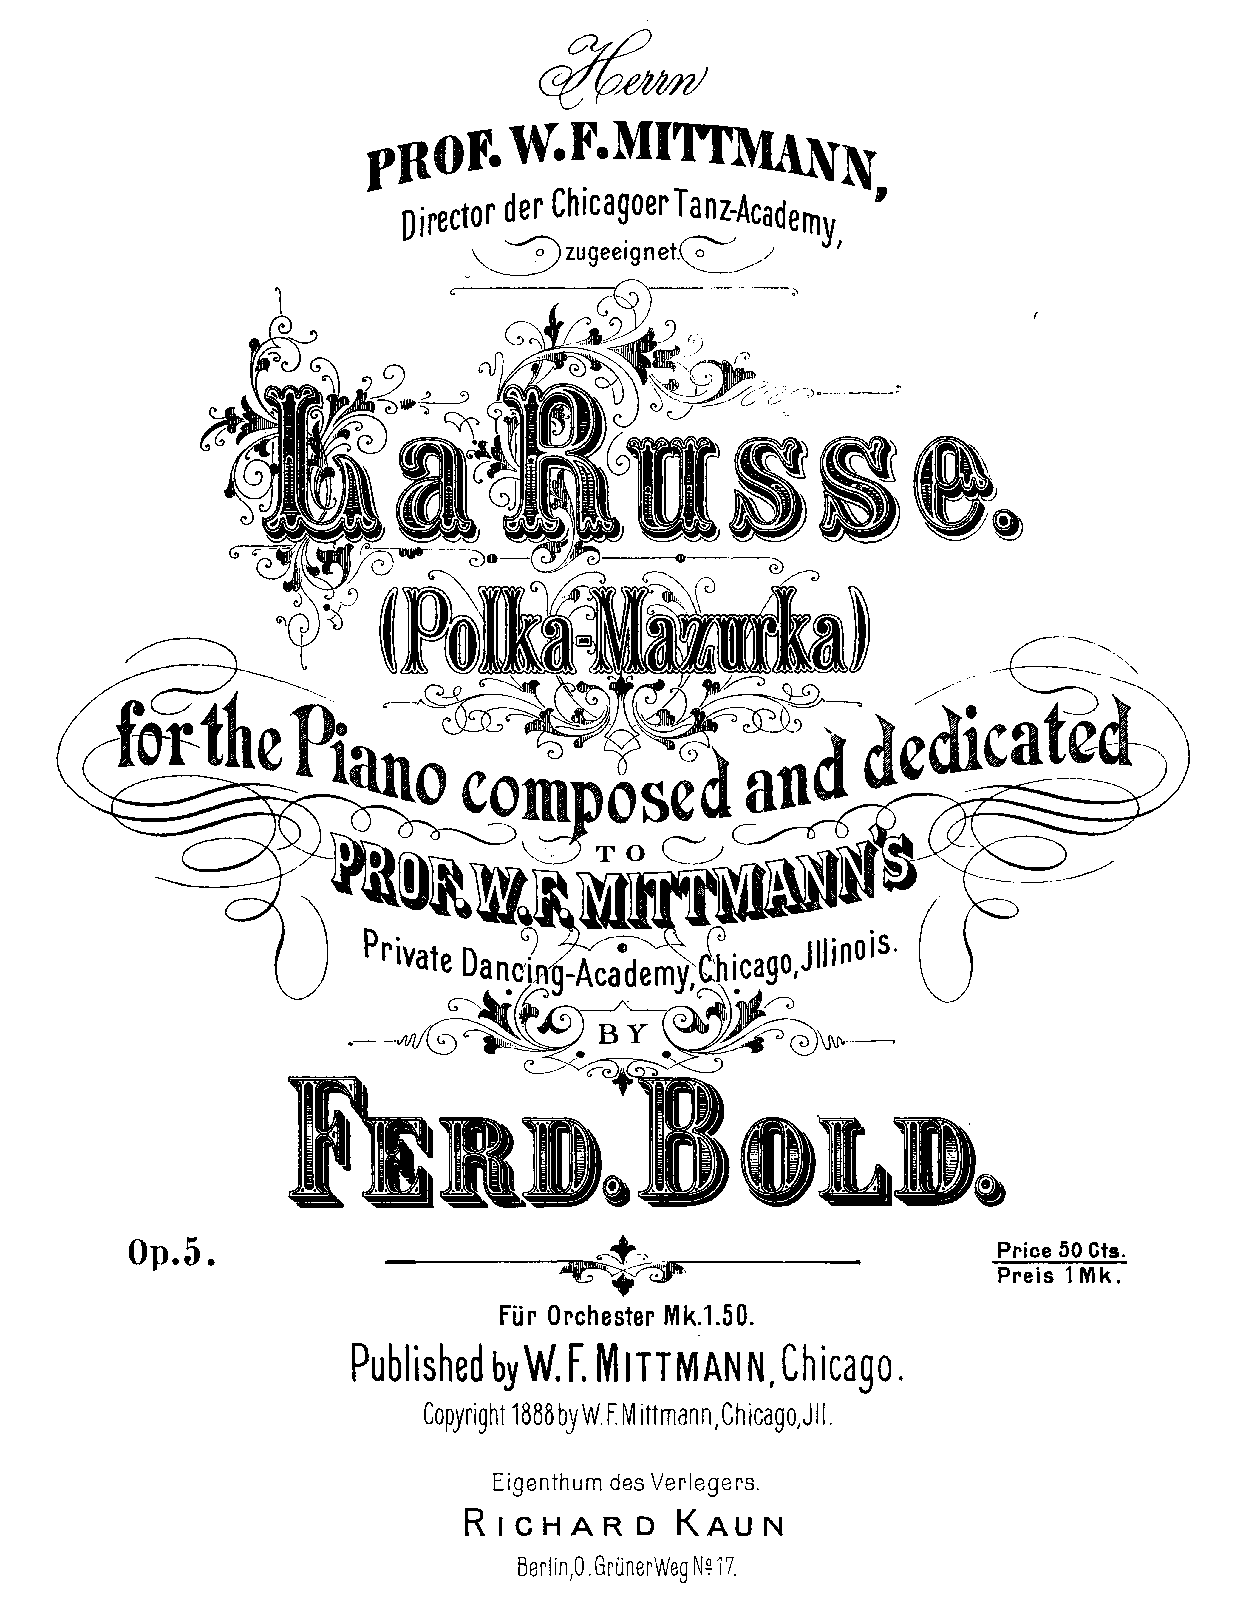 Herrn
PROF. W. F. MITTMANN,
Director der Chicagoer Tanz-Academy,
zugeeignet.
La Russe.
(Polka-Mazurka)
for the Piano composed and dedicated
TO
PROF. W. F. MITTMANN'S
Private Dancing-Academy, Chicago, Jllinois.
BY
FERD. BOLD.
Op. 5.
Price 50 Cts.
Preis 1 Mk.
Für Orchester Mk. 1.50.
Published by W. F. MITTMANN, Chicago.
Copyright 1888 by W. F. Mittmann, Chicago, Jll.
Eigenthum des Verlegers.
RICHARD KAUN
Berlin, O. Grüner Weg No 17.